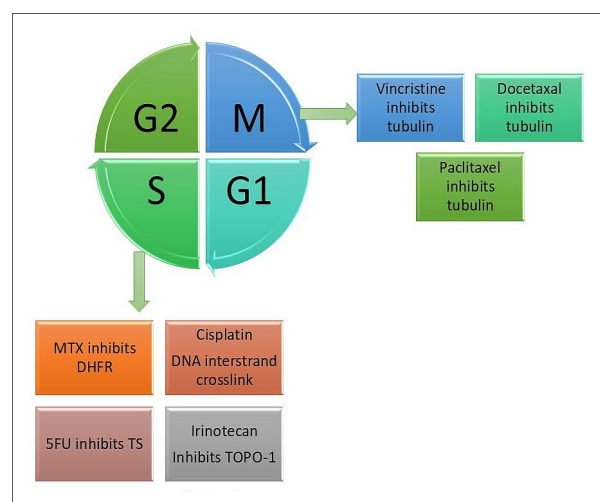 G2
M
S
G1
Vincristine
inhibits
tubulin
Docetaxal
inhibits
tubulin
Paclitaxel
inhibits
tubulin
MTX inhibits
DHFR
Cisplatin
DNA interstrand
crosslink
5FU inhibits TS
Irinotecan
Inhibits TOPO-1